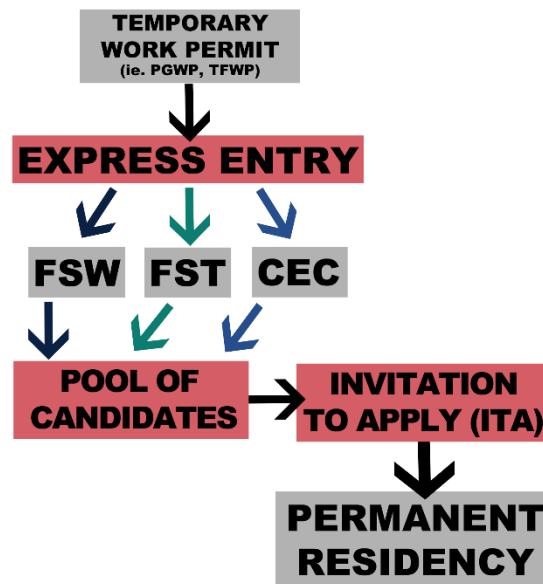 TEMPORARY
WORK PERMIT
(ie. PGWP, TFWP)
EXPRESS ENTRY
FSW
FST
CEC
POOL OF
CANDIDATES
INVITATION
TO APPLY (ITA)
PERMANENT
RESIDENCY